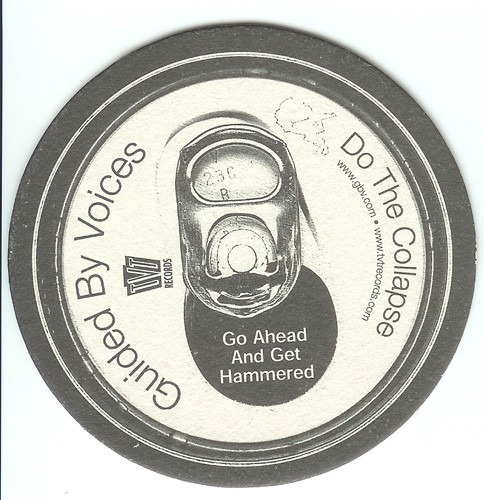 Guided By Voices
Do The Collapse
www.gbv.com • www.tvtrecords.com
TVT
RECORDS
Go Ahead
And Get
Hammered